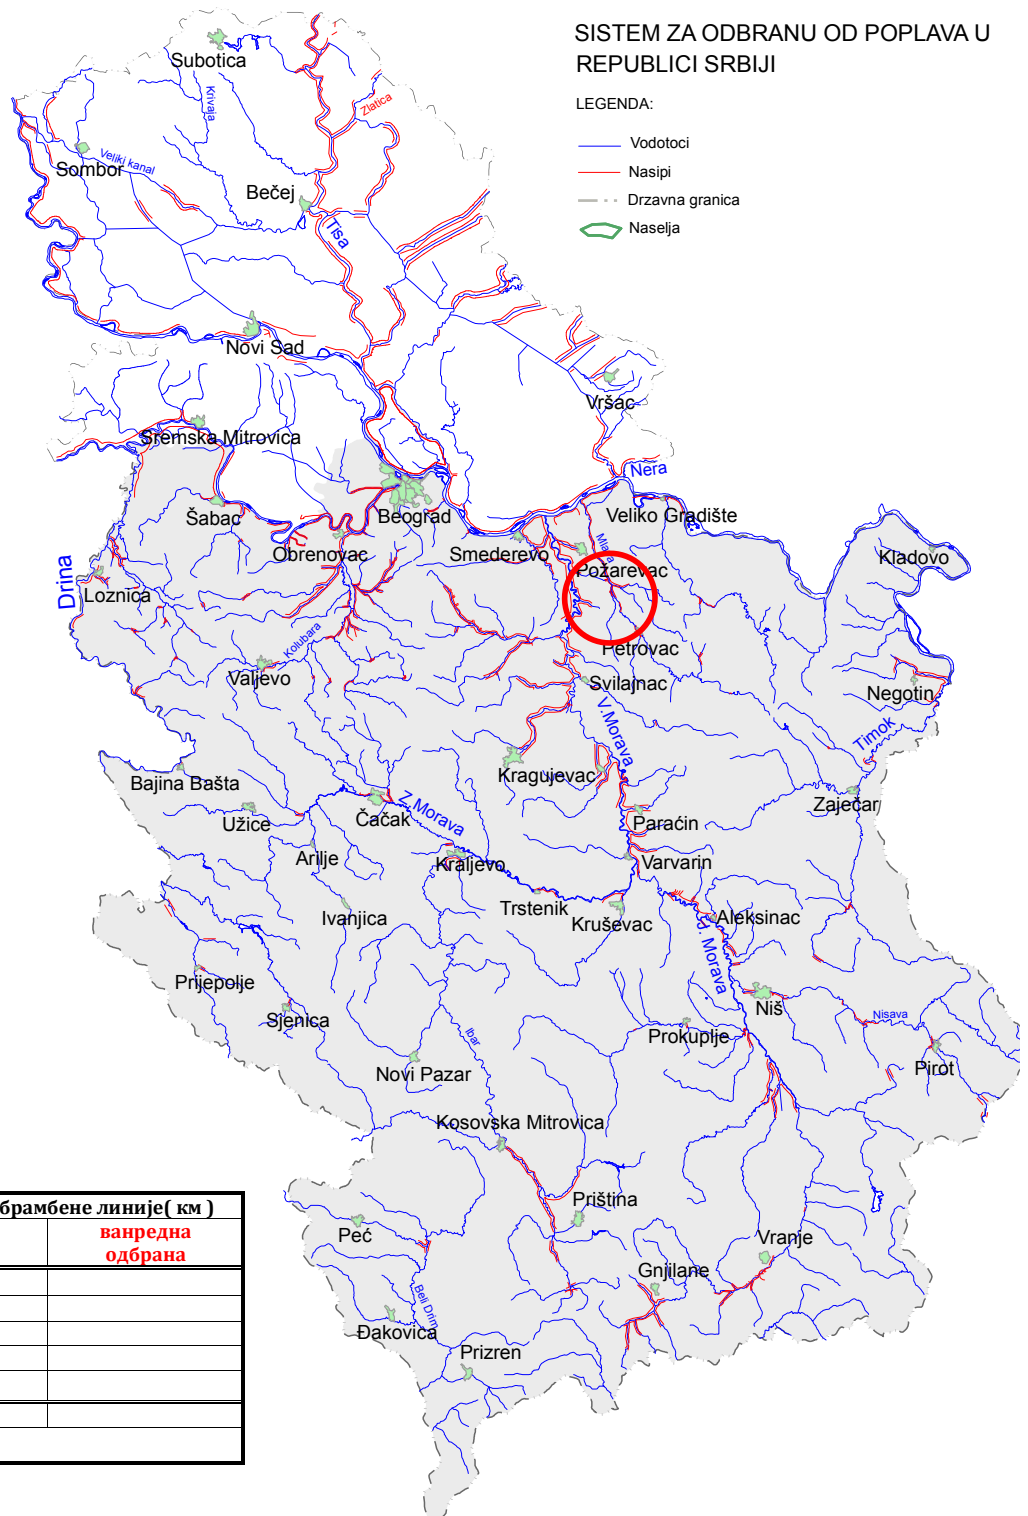 SISTEM ZA ODBRANU OD POPLAVA U
REPUBLICI SRBIJI
LEGENDA:
Vodotoci
Nasipi
Drzavna granica
Naselja
Subotica
Krivaja
Zlatica
Sombor
Veliki kanal
Bečej
Tisa
Novi Sad
Vršac
Sremska Mitrovica
Nera
Šabac
Beograd
Veliko Gradište
Obrenovac
Smederevo
Mlava
Požarevac
Kladovo
Drina
Loznica
Kolubara
Petrovac
Valjevo
Svilajnac
Negotin
V.Morava
Timok
Bajina Bašta
Kragujevac
Zaječar
Užice
Čačak
Z.Morava
Paraćin
Arilje
Kraljevo
Varvarin
Ivanjica
Trstenik
Kruševac
Aleksinac
J. Morava
Prijepolje
Sjenica
Niš
Nisava
Ibar
Prokuplje
Novi Pazar
Pirot
Kosovska Mitrovica
Priština
Peć
Vranje
Gnjilane
Beli Drim
Đakovica
Prizren
брамбене линије( км )
ванредна
одбрана